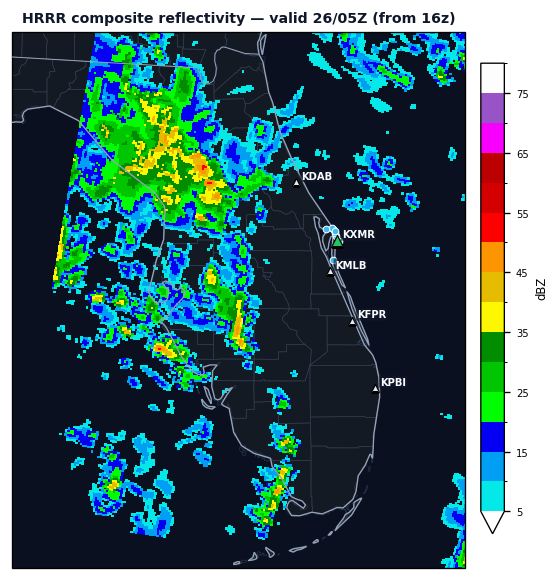 HRRR composite reflectivity — valid 26/05Z (from 16z)
KDAB
KXMR
KMLB
KFPR
KPBI
75
65
55
45
35
25
15
5
dBZ